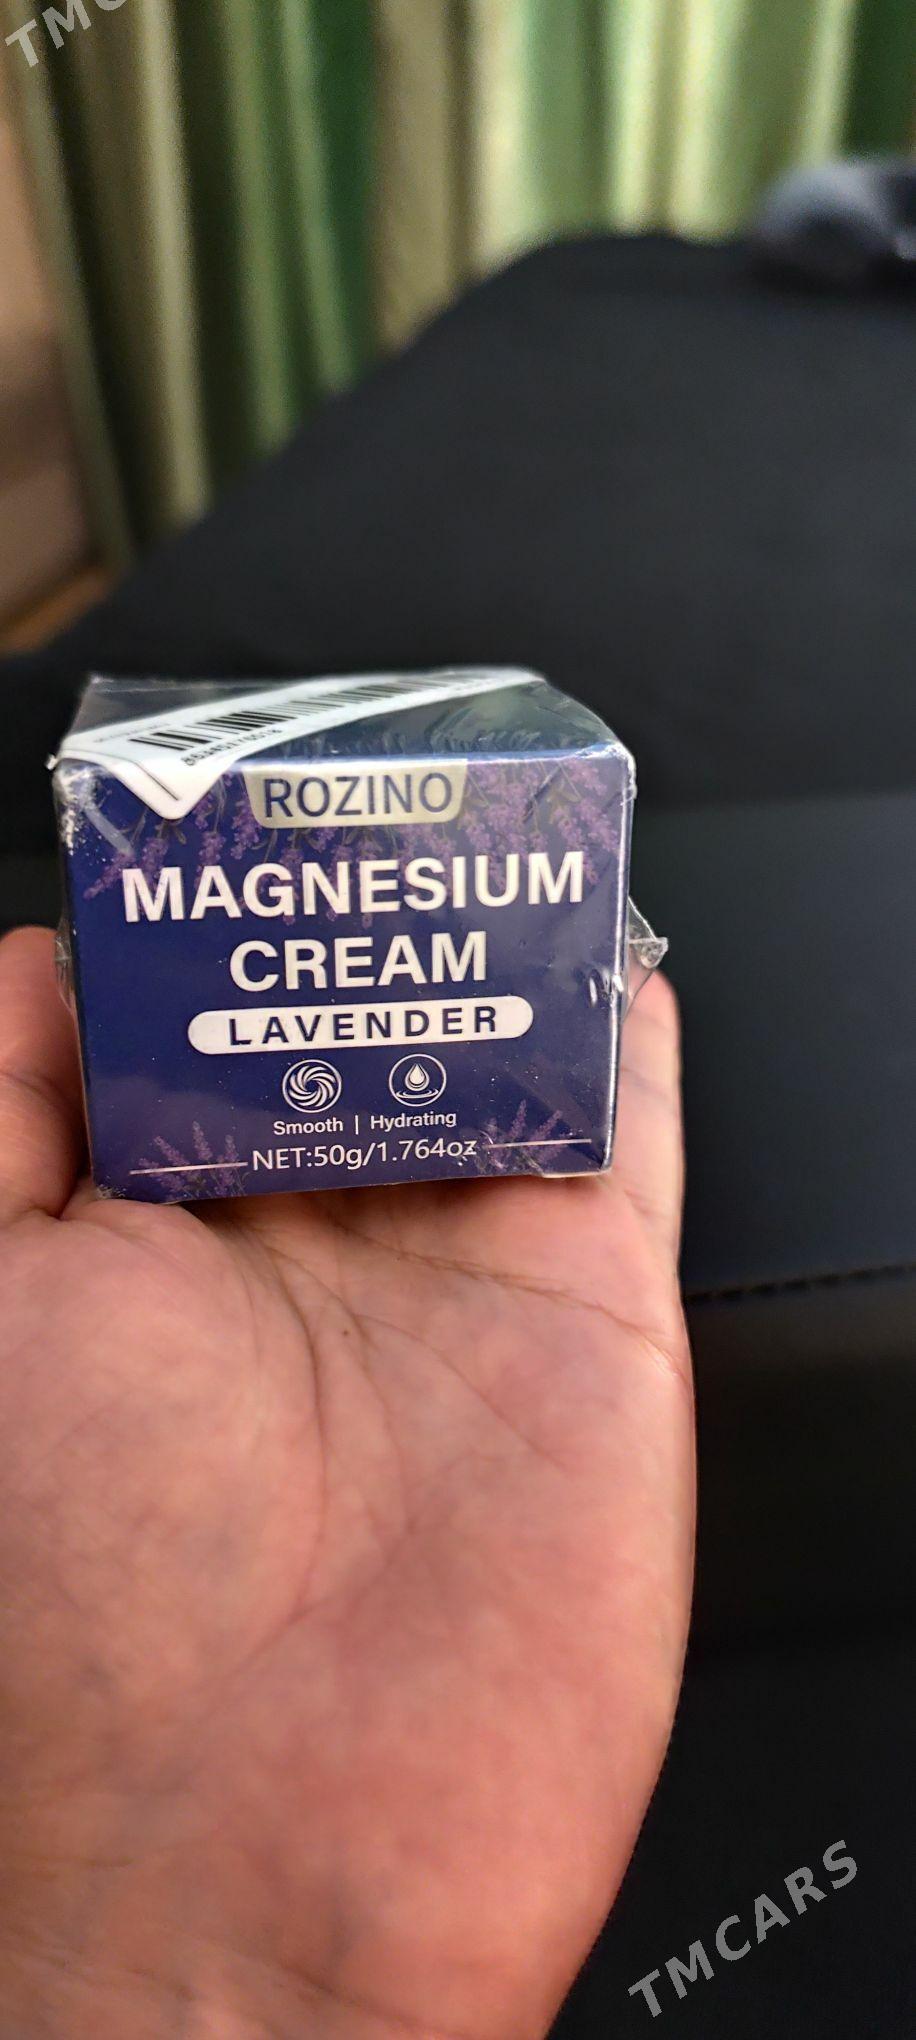 ROZINO
MAGNESIUM
CREAM
LAVENDER
Smooth | Hydrating
NET:50g/1.764oz
TMCARS